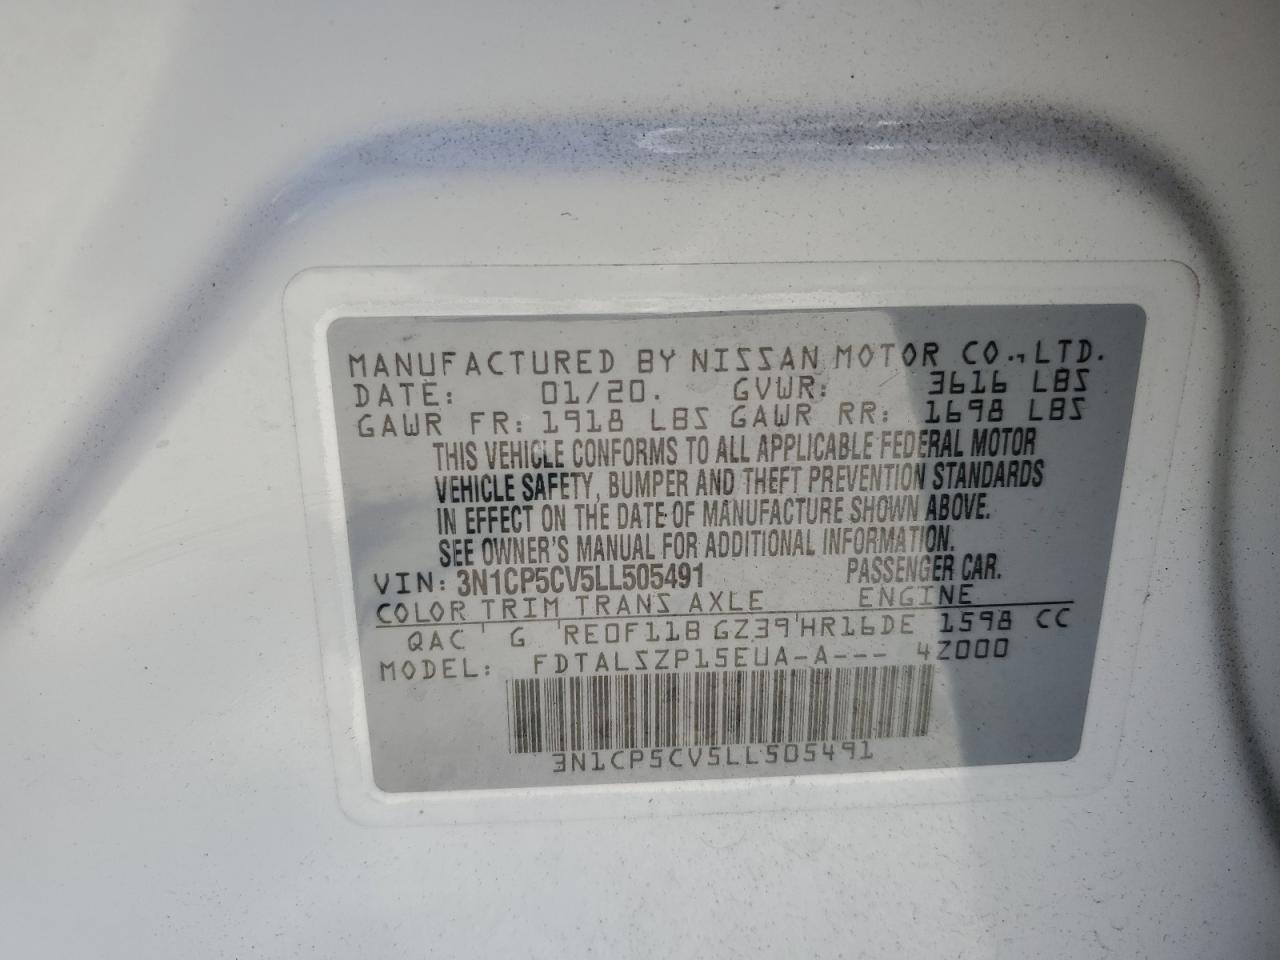 MANUFACTURED BY NISSAN MOTOR CO., LTD.
DATE: 01/20. GVWR: 3616 LBS
GAWR FR: 1918 LBS GAWR RR: 1698 LBS
THIS VEHICLE CONFORMS TO ALL APPLICABLE FEDERAL MOTOR
VEHICLE SAFETY, BUMPER AND THEFT PREVENTION STANDARDS
IN EFFECT ON THE DATE OF MANUFACTURE SHOWN ABOVE.
SEE OWNER'S MANUAL FOR ADDITIONAL INFORMATION.
VIN: 3N1CP5CV5LL505491 PASSENGER CAR.
COLOR TRIM TRANS AXLE ENGINE
QAC ' G ' RE0F11B GZ39 ' HR16DE 1598 CC
MODEL: FDTALSZP15EUA-A--- 4Z000
3N1CP5CV5LL505491